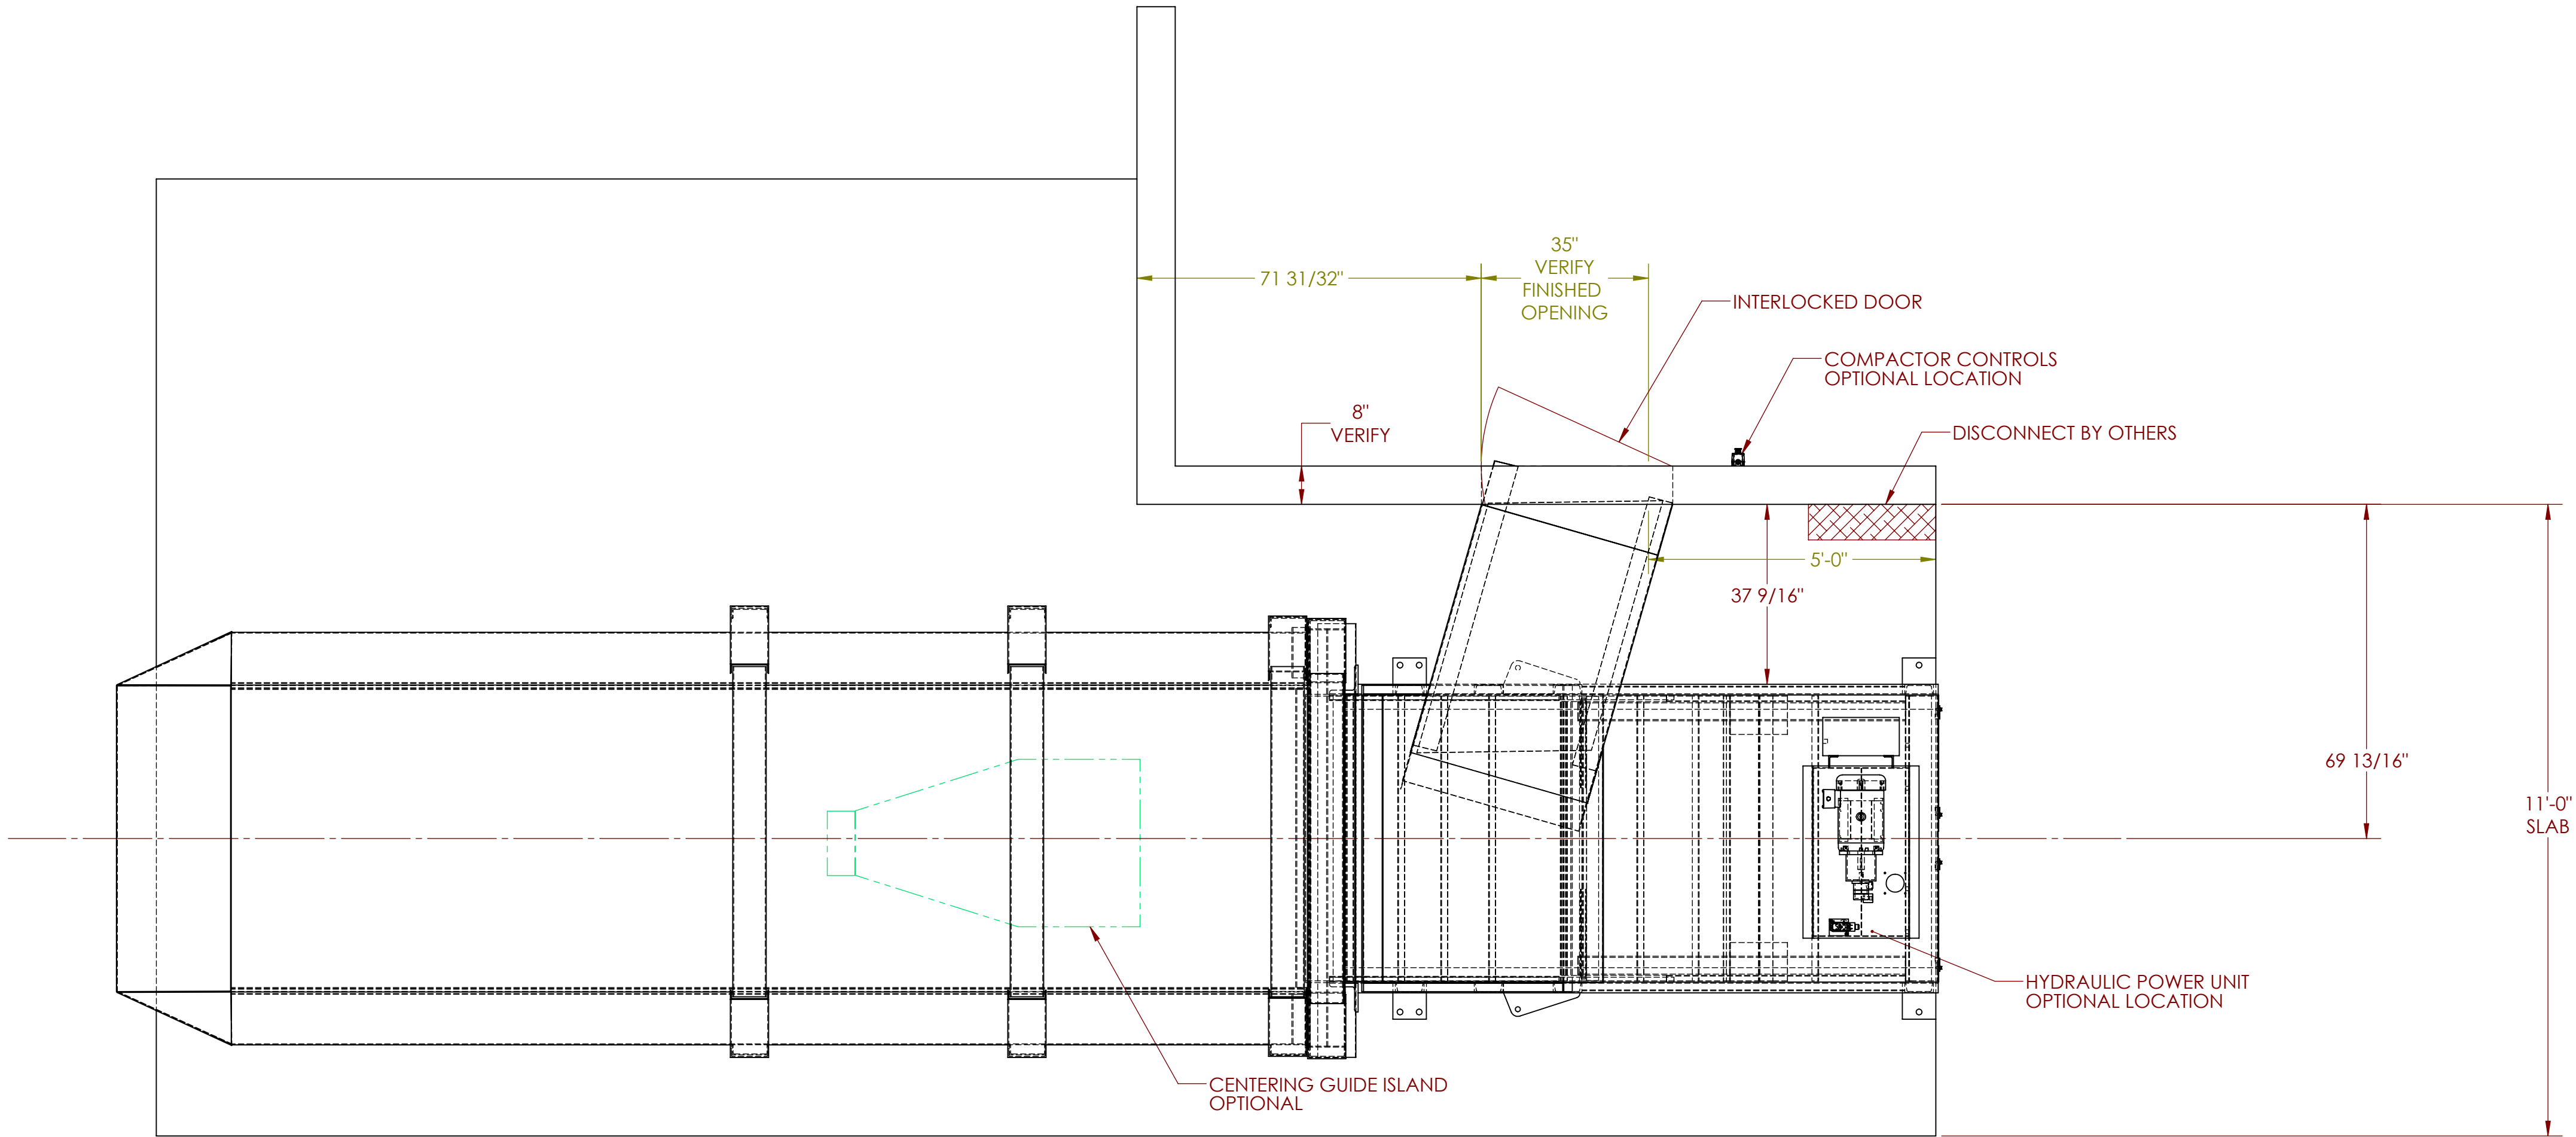 35"
VERIFY
FINISHED
OPENING
71 31/32"
INTERLOCKED DOOR
COMPACTOR CONTROLS
OPTIONAL LOCATION
8"
VERIFY
DISCONNECT BY OTHERS
5'-0"
37 9/16"
69 13/16"
11'-0"
SLAB
HYDRAULIC POWER UNIT
OPTIONAL LOCATION
CENTERING GUIDE ISLAND
OPTIONAL